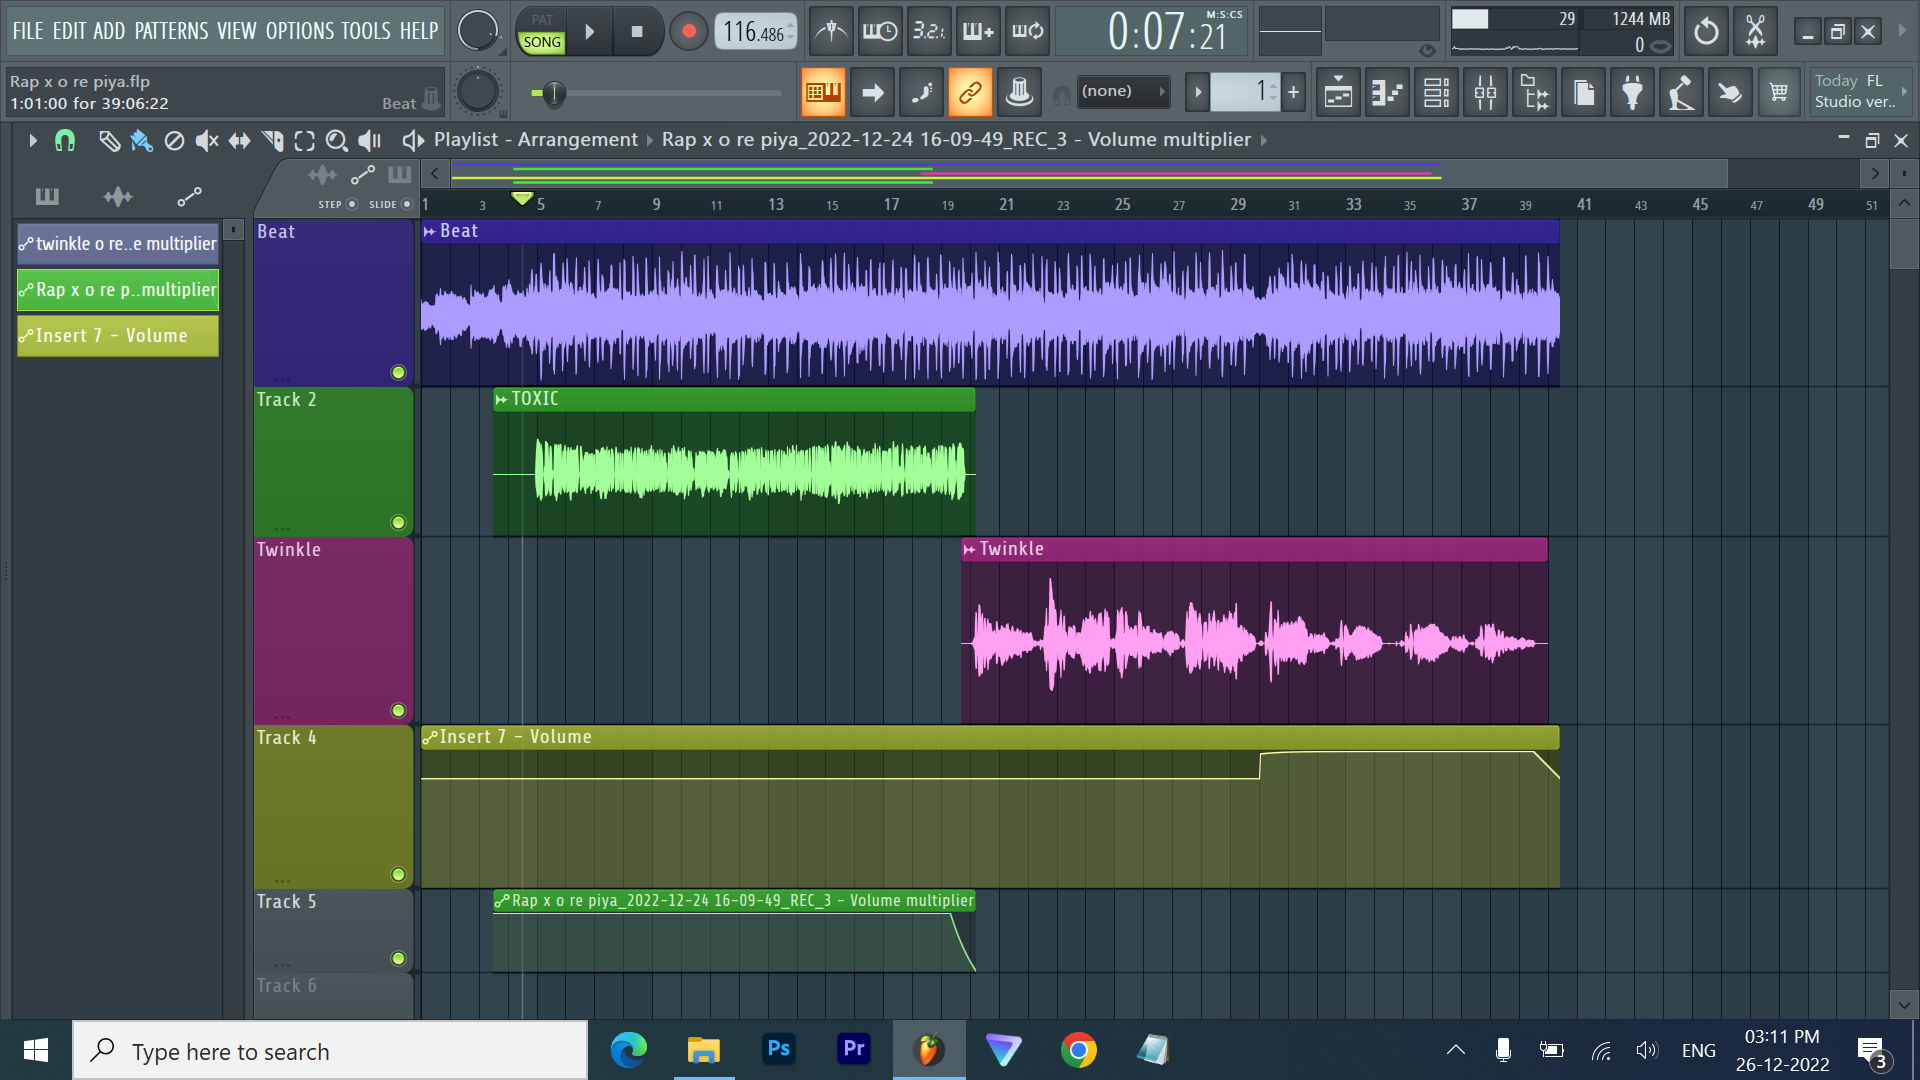 FILE EDIT ADD PATTERNS VIEW OPTIONS TOOLS HELP
PAT
SONG
116.486
3.2.1.
M:S:CS
0:07:21
29
1244 MB
0
Rap x o re piya.flp
1:01:00 for 39:06:22
Beat
(none)
1
Today FL
Studio ver..
Playlist - Arrangement
Rap x o re piya_2022-12-24 16-09-49_REC_3 - Volume multiplier
STEP
SLIDE
1 3 5 7 9 11 13 15 17 19 21 23 25 27 29 31 33 35 37 39 41 43 45 47 49 51
twinkle o re..e multiplier
Rap x o re p..multiplier
Insert 7 - Volume
Beat
Beat
Track 2
TOXIC
Twinkle
Twinkle
Track 4
Insert 7 - Volume
Track 5
Rap x o re piya_2022-12-24 16-09-49_REC_3 - Volume multiplier
Track 6
Type here to search
Ps
Pr
ENG
03:11 PM
26-12-2022
3